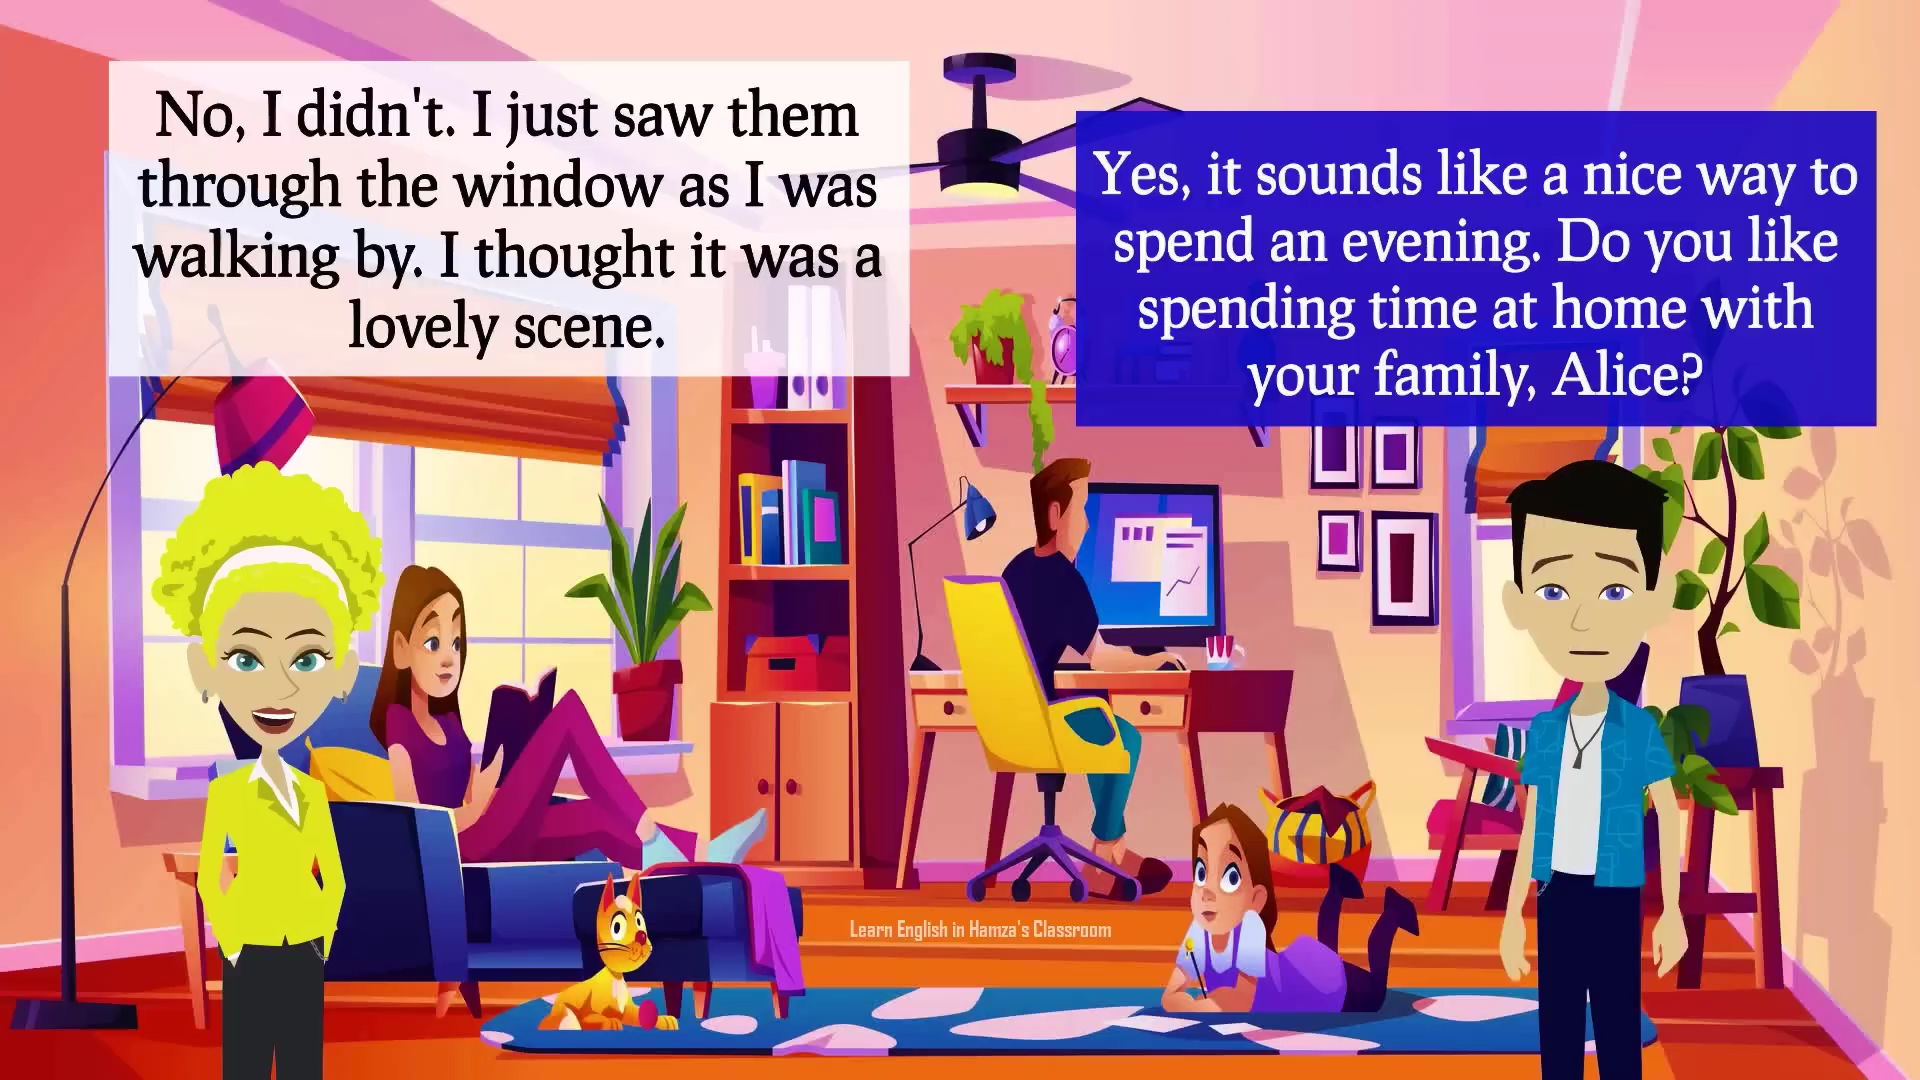 No, I didn't. I just saw them
through the window as I was
walking by. I thought it was a
lovely scene.
Yes, it sounds like a nice way to
spend an evening. Do you like
spending time at home with
your family, Alice?
Learn English in Hamza's Classroom